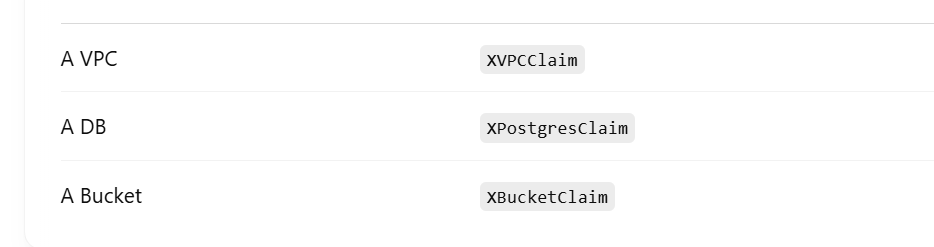 A VPC XVPCClaim
A DB XPostgresClaim
A Bucket XBucketClaim